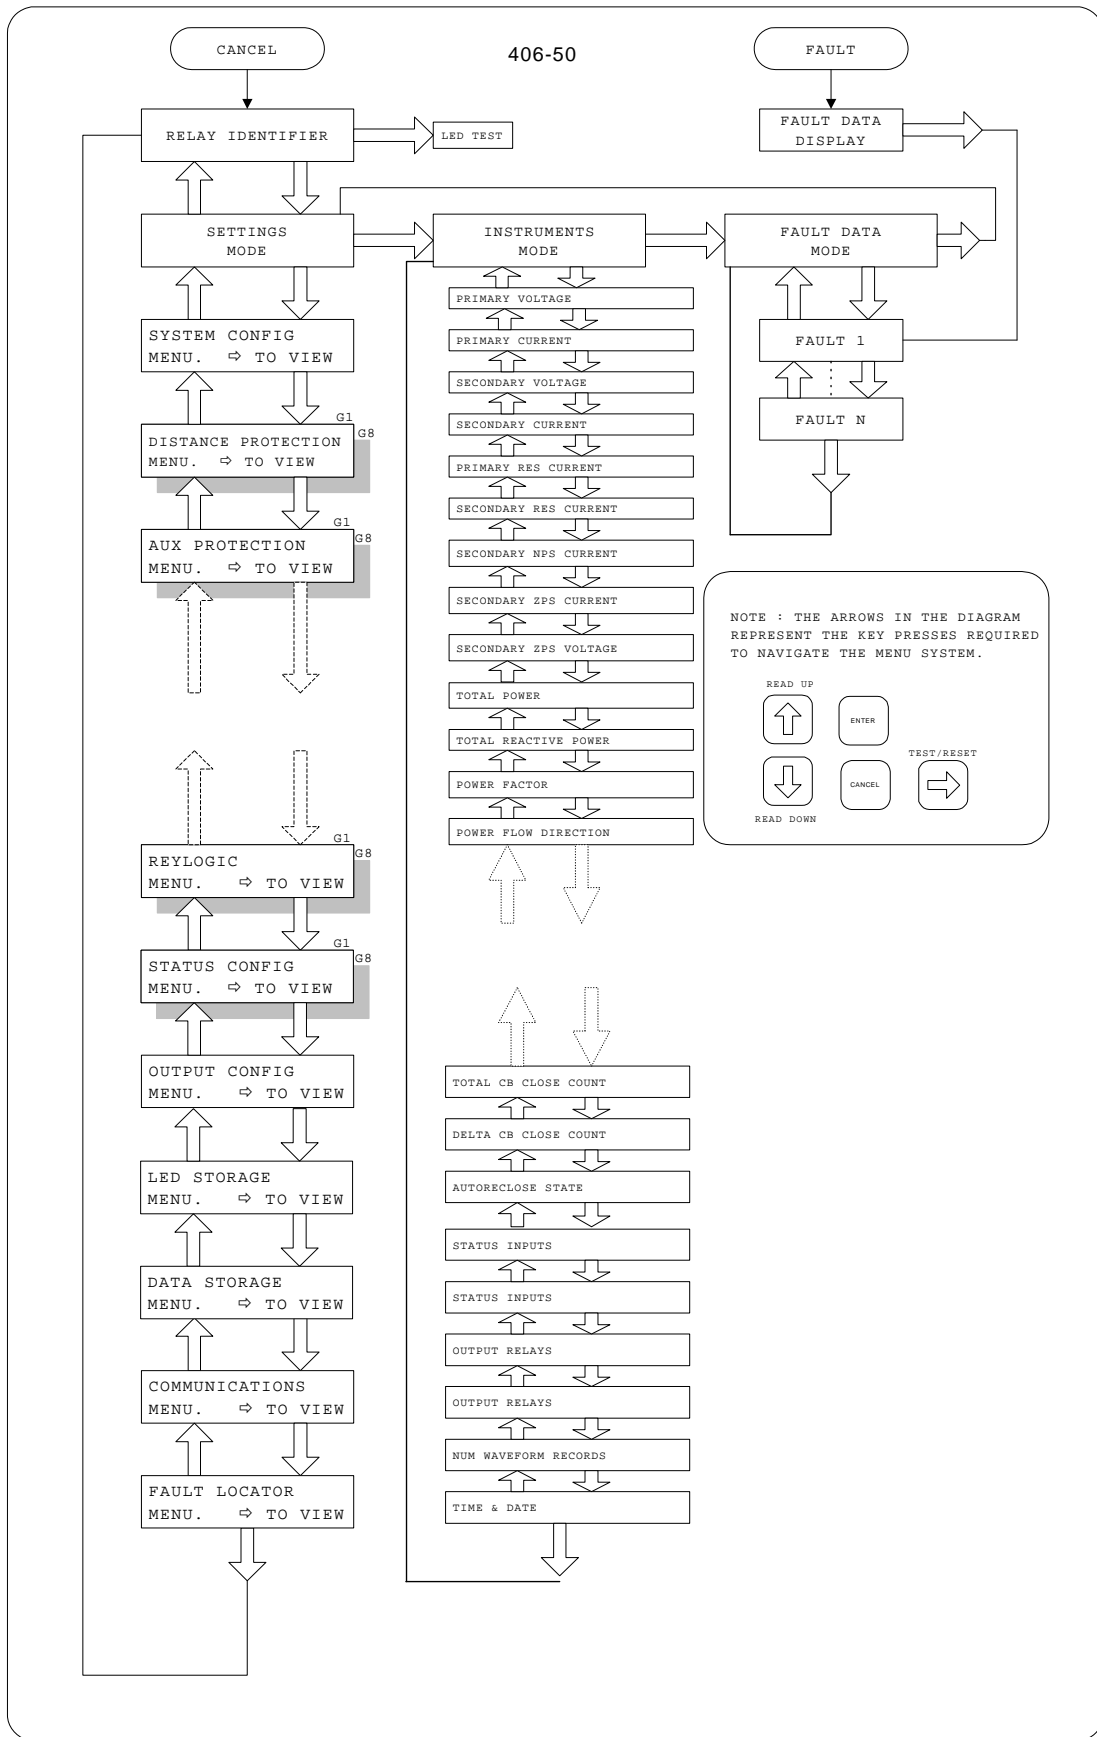 CANCEL
406-50
FAULT
RELAY IDENTIFIER
LED TEST
FAULT DATA
DISPLAY
SETTINGS
MODE
INSTRUMENTS
MODE
FAULT DATA
MODE
SYSTEM CONFIG
MENU. ⇨ TO VIEW
G1
G8
DISTANCE PROTECTION
MENU. ⇨ TO VIEW
G1
G8
AUX PROTECTION
MENU. ⇨ TO VIEW
G1
G8
REYLOGIC
MENU. ⇨ TO VIEW
G1
G8
STATUS CONFIG
MENU. ⇨ TO VIEW
OUTPUT CONFIG
MENU. ⇨ TO VIEW
LED STORAGE
MENU. ⇨ TO VIEW
DATA STORAGE
MENU. ⇨ TO VIEW
COMMUNICATIONS
MENU. ⇨ TO VIEW
FAULT LOCATOR
MENU. ⇨ TO VIEW
PRIMARY VOLTAGE
PRIMARY CURRENT
SECONDARY VOLTAGE
SECONDARY CURRENT
PRIMARY RES CURRENT
SECONDARY RES CURRENT
SECONDARY NPS CURRENT
SECONDARY ZPS CURRENT
SECONDARY ZPS VOLTAGE
TOTAL POWER
TOTAL REACTIVE POWER
POWER FACTOR
POWER FLOW DIRECTION
TOTAL CB CLOSE COUNT
DELTA CB CLOSE COUNT
AUTORECLOSE STATE
STATUS INPUTS
STATUS INPUTS
OUTPUT RELAYS
OUTPUT RELAYS
NUM WAVEFORM RECORDS
TIME & DATE
FAULT 1
FAULT N
NOTE : THE ARROWS IN THE DIAGRAM
REPRESENT THE KEY PRESSES REQUIRED
TO NAVIGATE THE MENU SYSTEM.
READ UP
ENTER
TEST/RESET
CANCEL
READ DOWN